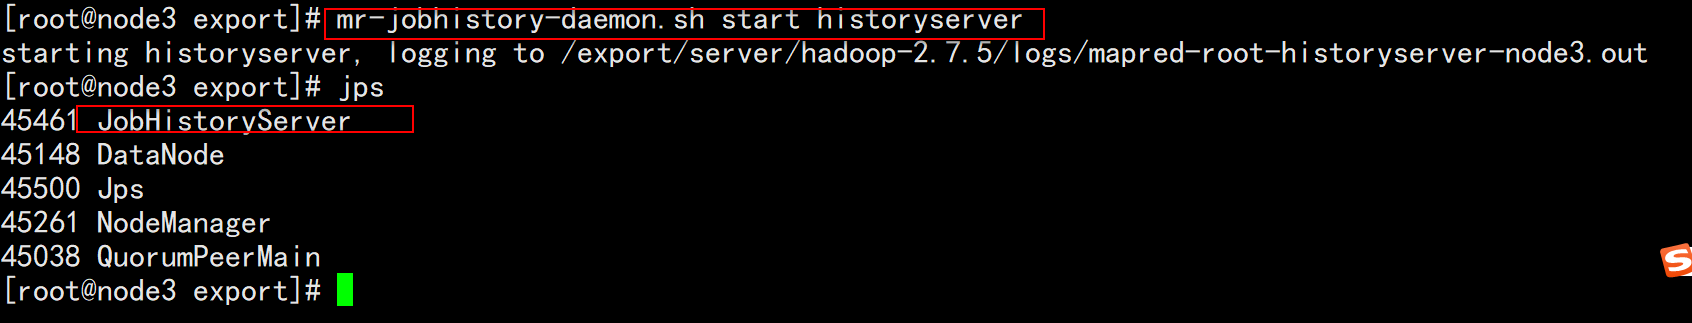 [root@node3 export]# mr-jobhistory-daemon.sh start historyserver
starting historyserver, logging to /export/server/hadoop-2.7.5/logs/mapred-root-historyserver-node3.out
[root@node3 export]# jps
45461 JobHistoryServer
45148 DataNode
45500 Jps
45261 NodeManager
45038 QuorumPeerMain
[root@node3 export]#
S